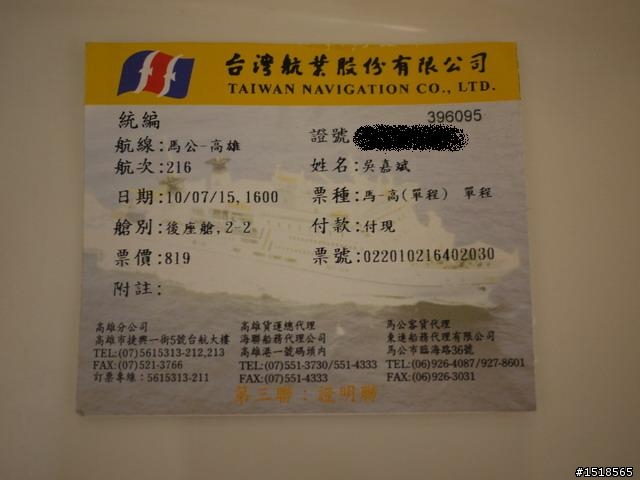 台灣航業股份有限公司
TAIWAN NAVIGATION CO., LTD.
396095
統編
證號
航線:馬公-高雄
航次:216
姓名:吳嘉斌
日期:10/07/15,1600
票種:馬-高(單程) 單程
艙別:後座艙,2-2
付款:付現
票價:819
票號:022010216402030
附註:
高雄分公司
高雄市捷興一街5號台航大樓
TEL:(07)5615313-212,213
FAX:(07)521-3766
訂票專線:5615313-211
高雄貨運總代理
海聯船務代理公司
高雄港一號碼頭內
TEL:(07)551-3730/551-4333
FAX:(07)551-4333
馬公客貨代理
東進船務代理有限公司
馬公市臨海路36號
TEL:(06)926-4087/927-8601
FAX:(06)926-3031
第三聯:證明聯
#1518565